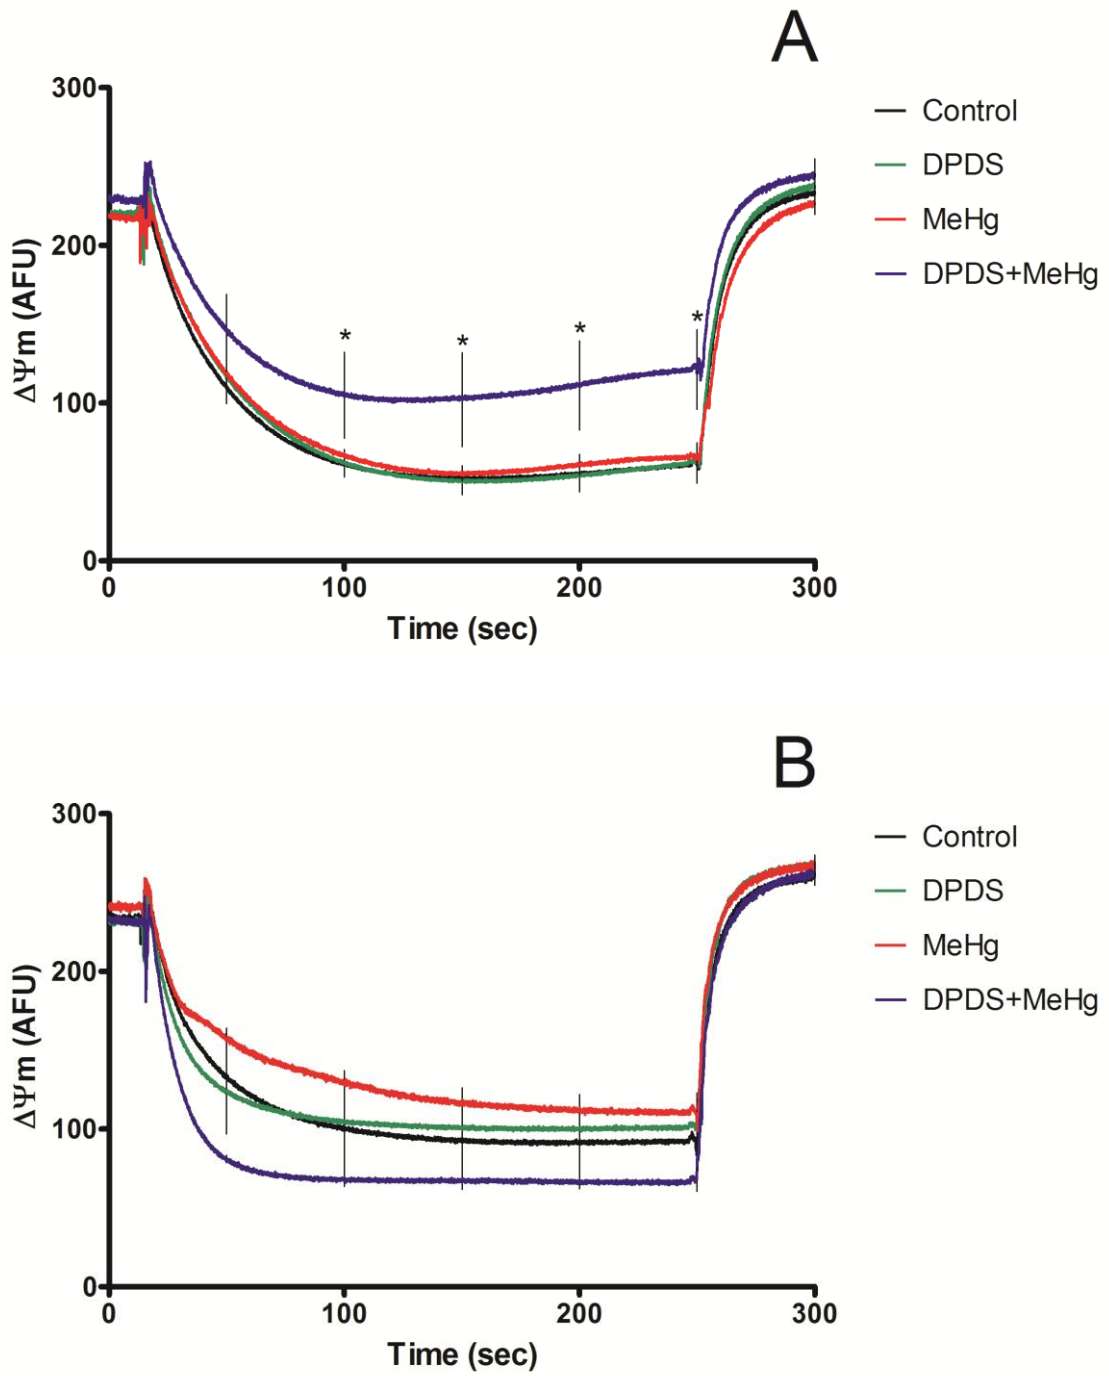 A
300
200
100
0
ΔΨm (AFU)
* * * *
0 100 200 300
Time (sec)
Control
DPDS
MeHg
DPDS+MeHg
B
300
200
100
0
ΔΨm (AFU)
0 100 200 300
Time (sec)
Control
DPDS
MeHg
DPDS+MeHg